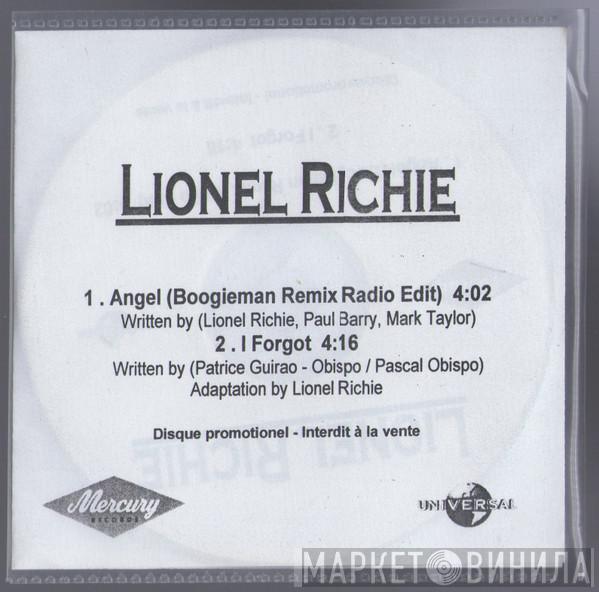 LIONEL RICHIE
1 . Angel (Boogieman Remix Radio Edit) 4:02
Written by (Lionel Richie, Paul Barry, Mark Taylor)
2 . I Forgot 4:16
Written by (Patrice Guirao - Obispo / Pascal Obispo)
Adaptation by Lionel Richie
Disque promotionel - Interdit à la vente
Mercury
RECORDS
UNIVERSAL
МАРКЕТ ВИНИЛА